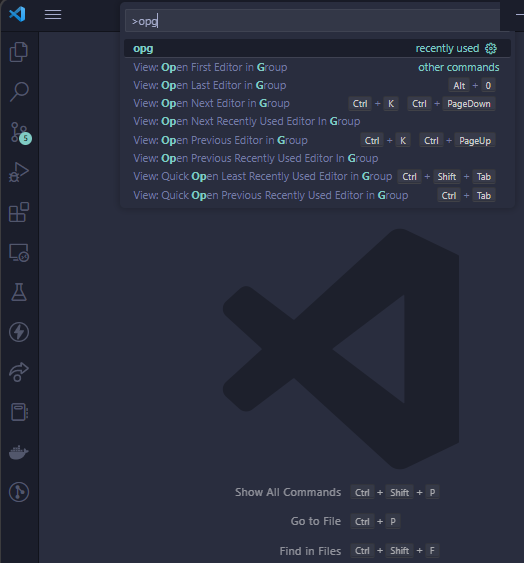 >opg
opg recently used
View: Open First Editor in Group other commands
View: Open Last Editor in Group Alt + 0
View: Open Next Editor in Group Ctrl + K Ctrl + PageDown
View: Open Next Recently Used Editor In Group
View: Open Previous Editor in Group Ctrl + K Ctrl + PageUp
View: Open Previous Recently Used Editor In Group
View: Quick Open Least Recently Used Editor in Group Ctrl + Shift + Tab
View: Quick Open Previous Recently Used Editor in Group Ctrl + Tab
5
Show All Commands Ctrl + Shift + P
Go to File Ctrl + P
Find in Files Ctrl + Shift + F